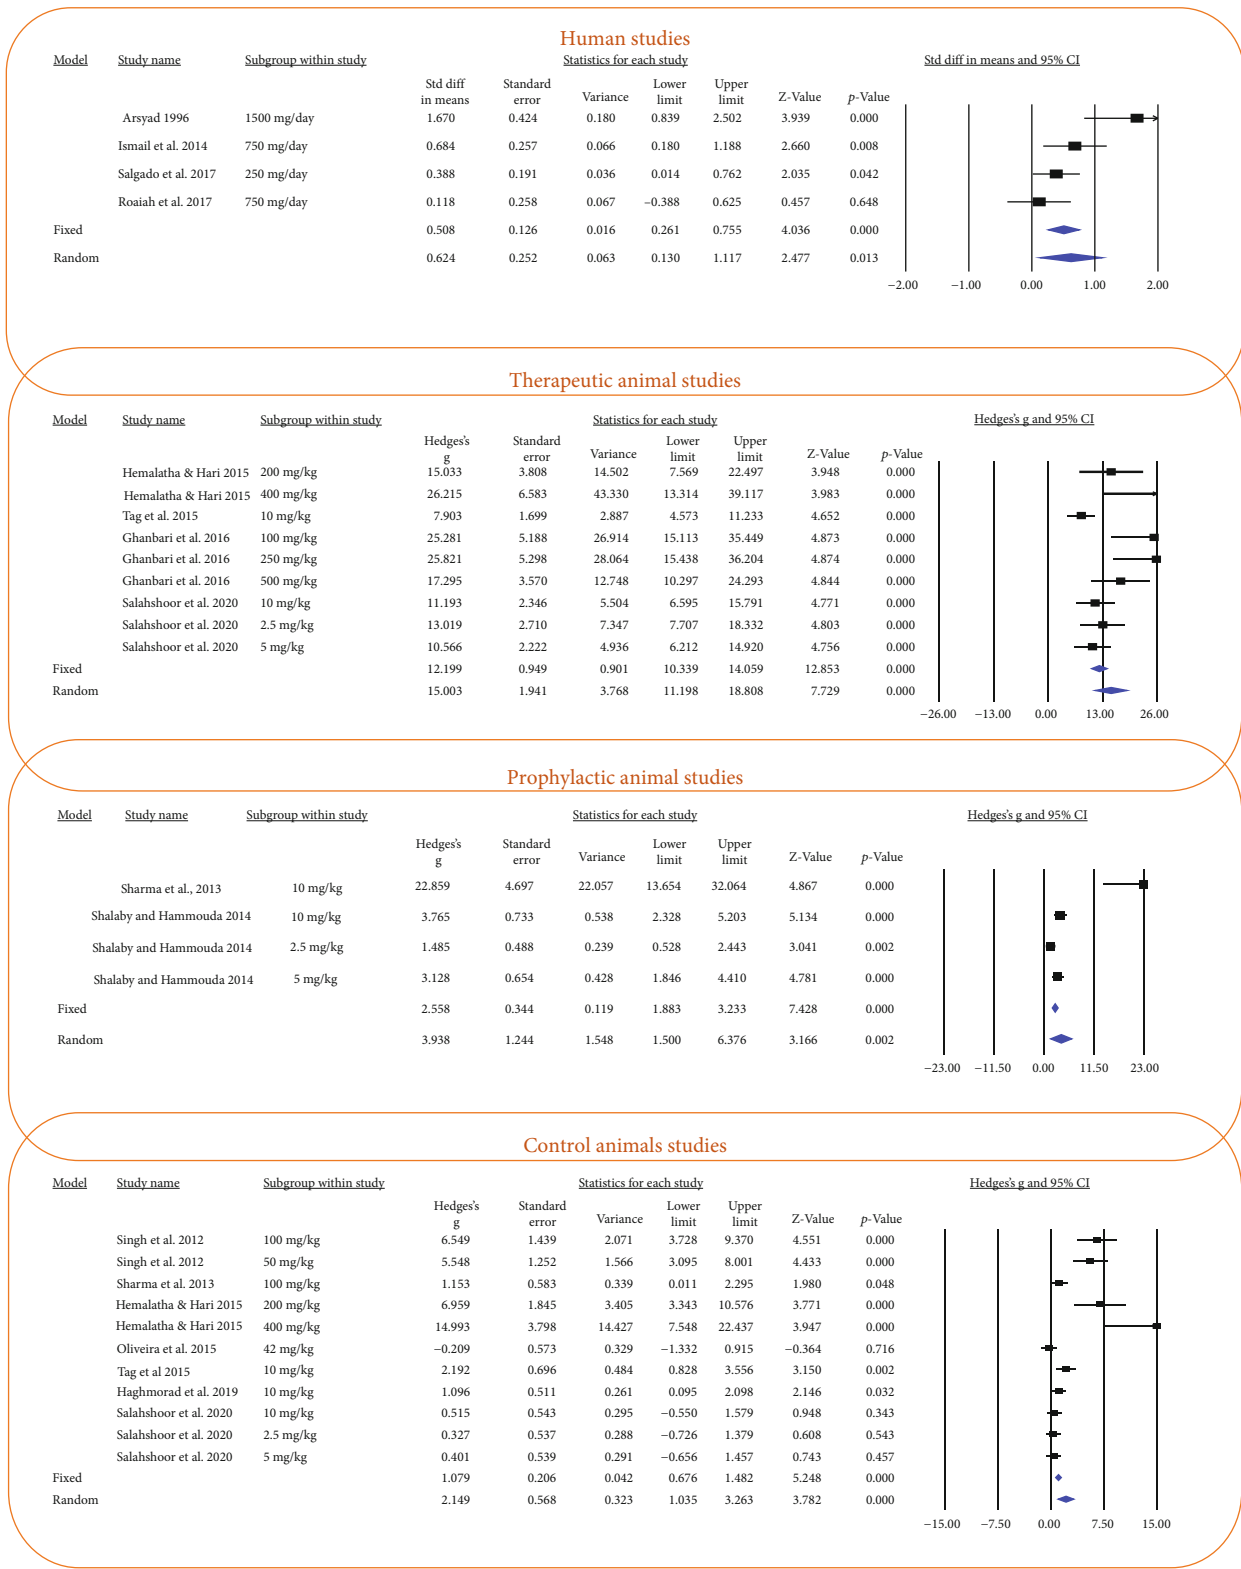 Human studies
Model Study name Subgroup within study Statistics for each study Std diff in means and 95% CI
Std diff in means Standard error Variance Lower limit Upper limit Z-Value p-Value
Arsyad 1996 1500 mg/day 1.670 0.424 0.180 0.839 2.502 3.939 0.000
Ismail et al. 2014 750 mg/day 0.684 0.257 0.066 0.180 1.188 2.660 0.008
Salgado et al. 2017 250 mg/day 0.388 0.191 0.036 0.014 0.762 2.035 0.042
Roaiah et al. 2017 750 mg/day 0.118 0.258 0.067 −0.388 0.625 0.457 0.648
Fixed 0.508 0.126 0.016 0.261 0.755 4.036 0.000
Random 0.624 0.252 0.063 0.130 1.117 2.477 0.013
−2.00 −1.00 0.00 1.00 2.00
Therapeutic animal studies
Model Study name Subgroup within study Statistics for each study Hedges's g and 95% CI
Hedges's g Standard error Variance Lower limit Upper limit Z-Value p-Value
Hemalatha & Hari 2015 200 mg/kg 15.033 3.808 14.502 7.569 22.497 3.948 0.000
Hemalatha & Hari 2015 400 mg/kg 26.215 6.583 43.330 13.314 39.117 3.983 0.000
Tag et al. 2015 10 mg/kg 7.903 1.699 2.887 4.573 11.233 4.652 0.000
Ghanbari et al. 2016 100 mg/kg 25.281 5.188 26.914 15.113 35.449 4.873 0.000
Ghanbari et al. 2016 250 mg/kg 25.821 5.298 28.064 15.438 36.204 4.874 0.000
Ghanbari et al. 2016 500 mg/kg 17.295 3.570 12.748 10.297 24.293 4.844 0.000
Salahshoor et al. 2020 10 mg/kg 11.193 2.346 5.504 6.595 15.791 4.771 0.000
Salahshoor et al. 2020 2.5 mg/kg 13.019 2.710 7.347 7.707 18.332 4.803 0.000
Salahshoor et al. 2020 5 mg/kg 10.566 2.222 4.936 6.212 14.920 4.756 0.000
Fixed 12.199 0.949 0.901 10.339 14.059 12.853 0.000
Random 15.003 1.941 3.768 11.198 18.808 7.729 0.000
−26.00 −13.00 0.00 13.00 26.00
Prophylactic animal studies
Model Study name Subgroup within study Statistics for each study Hedges's g and 95% CI
Hedges's g Standard error Variance Lower limit Upper limit Z-Value p-Value
Sharma et al., 2013 10 mg/kg 22.859 4.697 22.057 13.654 32.064 4.867 0.000
Shalaby and Hammouda 2014 10 mg/kg 3.765 0.733 0.538 2.328 5.203 5.134 0.000
Shalaby and Hammouda 2014 2.5 mg/kg 1.485 0.488 0.239 0.528 2.443 3.041 0.002
Shalaby and Hammouda 2014 5 mg/kg 3.128 0.654 0.428 1.846 4.410 4.781 0.000
Fixed 2.558 0.344 0.119 1.883 3.233 7.428 0.000
Random 3.938 1.244 1.548 1.500 6.376 3.166 0.002
−23.00 −11.50 0.00 11.50 23.00
Control animals studies
Model Study name Subgroup within study Statistics for each study Hedges's g and 95% CI
Hedges's g Standard error Variance Lower limit Upper limit Z-Value p-Value
Singh et al. 2012 100 mg/kg 6.549 1.439 2.071 3.728 9.370 4.551 0.000
Singh et al. 2012 50 mg/kg 5.548 1.252 1.566 3.095 8.001 4.433 0.000
Sharma et al. 2013 100 mg/kg 1.153 0.583 0.339 0.011 2.295 1.980 0.048
Hemalatha & Hari 2015 200 mg/kg 6.959 1.845 3.405 3.343 10.576 3.771 0.000
Hemalatha & Hari 2015 400 mg/kg 14.993 3.798 14.427 7.548 22.437 3.947 0.000
Oliveira et al. 2015 42 mg/kg −0.209 0.573 0.329 −1.332 0.915 −0.364 0.716
Tag et al 2015 10 mg/kg 2.192 0.696 0.484 0.828 3.556 3.150 0.002
Haghmorad et al. 2019 10 mg/kg 1.096 0.511 0.261 0.095 2.098 2.146 0.032
Salahshoor et al. 2020 10 mg/kg 0.515 0.543 0.295 −0.550 1.579 0.948 0.343
Salahshoor et al. 2020 2.5 mg/kg 0.327 0.537 0.288 −0.726 1.379 0.608 0.543
Salahshoor et al. 2020 5 mg/kg 0.401 0.539 0.291 −0.656 1.457 0.743 0.457
Fixed 1.079 0.206 0.042 0.676 1.482 5.248 0.000
Random 2.149 0.568 0.323 1.035 3.263 3.782 0.000
−15.00 −7.50 0.00 7.50 15.00